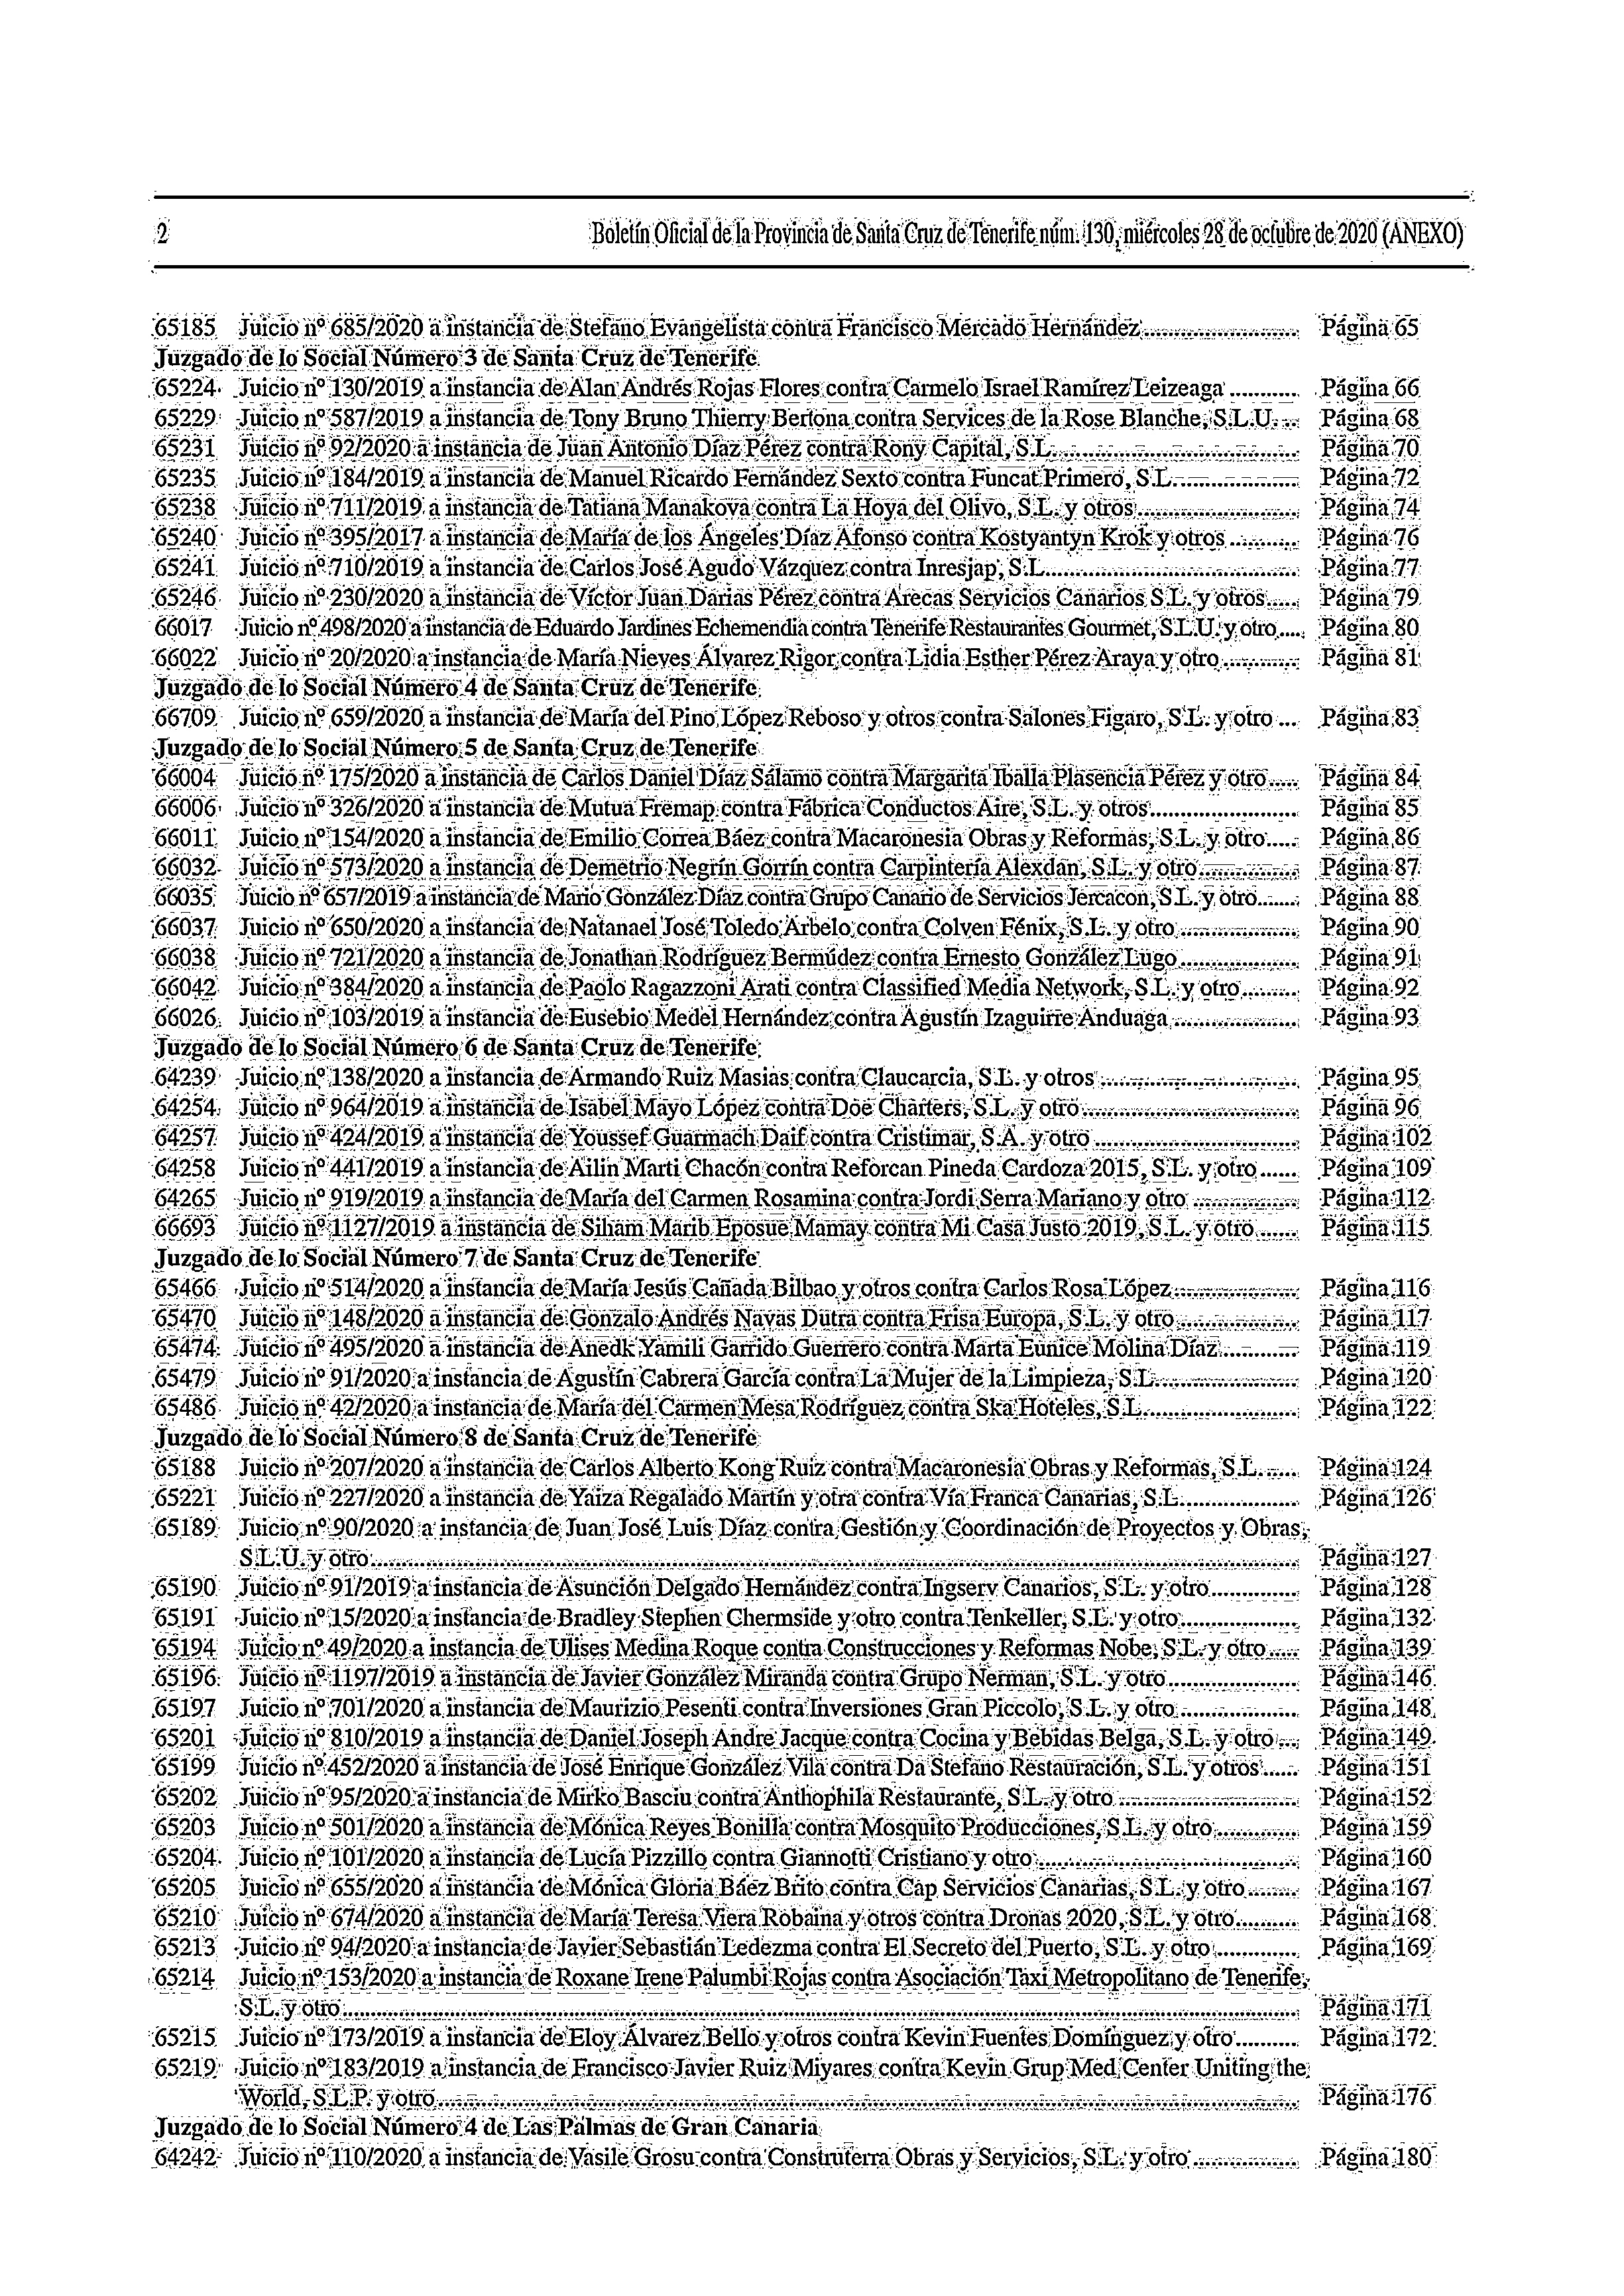 2 Boletín Oficial de la Provincia de Santa Cruz de Tenerife núm. 130, miércoles 28 de octubre de 2020 (ANEXO)
65185 Juicio nº 685/2020 a instancia de Stefano Evangelista contra Francisco Mercado Hernández.......................... Página 65
Juzgado de lo Social Número 3 de Santa Cruz de Tenerife
65224 Juicio nº 130/2019 a instancia de Alan Andrés Rojas Flores contra Carmelo Israel Ramírez Leizeaga ........... Página 66
65229 Juicio nº 587/2019 a instancia de Tony Bruno Thierry Bertona contra Services de la Rose Blanche, S.L.U. ... Página 68
65231 Juicio nº 92/2020 a instancia de Juan Antonio Díaz Pérez contra Rony Capital, S.L......................................... Página 70
65235 Juicio nº 184/2019 a instancia de Manuel Ricardo Fernández Sexto contra Funcat Primero, S.L..................... Página 72
65238 Juicio nº 711/2019 a instancia de Tatiana Manakova contra La Hoya del Olivo, S.L. y otros........................... Página 74
65240 Juicio nº 395/2017 a instancia de María de los Ángeles Díaz Afonso contra Kostyantyn Krok y otros ........... Página 76
65241 Juicio nº 710/2019 a instancia de Carlos José Agudo Vázquez contra Inresjap, S.L.......................................... Página 77
65246 Juicio nº 230/2020 a instancia de Víctor Juan Darias Pérez contra Arecas Servicios Canarios S.L. y otros..... Página 79
66017 Juicio nº 498/2020 a instancia de Eduardo Jardines Echemendia contra Tenerife Restaurantes Gourmet, S.L.U. y otro.... Página 80
66022 Juicio nº 20/2020 a instancia de María Nieves Álvarez Rigor contra Lidia Esther Pérez Araya y otro ............ Página 81
Juzgado de lo Social Número 4 de Santa Cruz de Tenerife
66709 Juicio nº 659/2020 a instancia de María del Pino López Reboso y otros contra Salones Figaro, S.L. y otro ... Página 83
Juzgado de lo Social Número 5 de Santa Cruz de Tenerife
66004 Juicio nº 175/2020 a instancia de Carlos Daniel Díaz Sálamo contra Margarita Iballa Plasencia Pérez y otro..... Página 84
66006 Juicio nº 326/2020 a instancia de Mutua Fremap contra Fábrica Conductos Aire, S.L. y otros......................... Página 85
66011 Juicio nº 154/2020 a instancia de Emilio Correa Báez contra Macaronesia Obras y Reformas, S.L. y otro..... Página 86
66032 Juicio nº 573/2020 a instancia de Demetrio Negrín Gorrín contra Carpintería Alexdan, S.L. y otro................. Página 87
66035 Juicio nº 657/2019 a instancia de Mario González Díaz contra Grupo Canario de Servicios Jercacon, S.L. y otro....... Página 88
66037 Juicio nº 650/2020 a instancia de Natanael José Toledo Arbelo contra Colven Fénix, S.L. y otro ................... Página 90
66038 Juicio nº 721/2020 a instancia de Jonathan Rodríguez Bermúdez contra Ernesto González Lugo................... Página 91
66042 Juicio nº 384/2020 a instancia de Paolo Ragazzoni Arati contra Classified Media Network, S.L. y otro......... Página 92
66026 Juicio nº 103/2019 a instancia de Eusebio Medel Hernández contra Agustín Izaguirre Anduaga .................... Página 93
Juzgado de lo Social Número 6 de Santa Cruz de Tenerife
64239 Juicio nº 138/2020 a instancia de Armando Ruiz Masias contra Claucarcia, S.L. y otros ................................ Página 95
64254 Juicio nº 964/2019 a instancia de Isabel Mayo López contra Doe Charters, S.L. y otro.................................... Página 96
64257 Juicio nº 424/2019 a instancia de Youssef Guarmach Daif contra Cristimar, S.A. y otro ................................. Página 102
64258 Juicio nº 441/2019 a instancia de Ailin Marti Chacón contra Reforcan Pineda Cardoza 2015, S.L. y otro...... Página 109
64265 Juicio nº 919/2019 a instancia de María del Carmen Rosamina contra Jordi Serra Mariano y otro ................. Página 112
66693 Juicio nº 1127/2019 a instancia de Siham Marib Eposue Mamay contra Mi Casa Justo 2019, S.L. y otro....... Página 115
Juzgado de lo Social Número 7 de Santa Cruz de Tenerife
65466 Juicio nº 514/2020 a instancia de María Jesús Cañada Bilbao y otros contra Carlos Rosa López.................... Página 116
65470 Juicio nº 148/2020 a instancia de Gonzalo Andrés Navas Dutra contra Frisa Europa, S.L. y otro .................... Página 117
65474 Juicio nº 495/2020 a instancia de Anedk Yamili Garrido Guerrero contra Marta Eunice Molina Díaz............. Página 119
65479 Juicio nº 91/2020 a instancia de Agustín Cabrera García contra La Mujer de la Limpieza, S.L........................ Página 120
65486 Juicio nº 42/2020 a instancia de María del Carmen Mesa Rodríguez contra Ska Hoteles, S.L.......................... Página 122
Juzgado de lo Social Número 8 de Santa Cruz de Tenerife
65188 Juicio nº 207/2020 a instancia de Carlos Alberto Kong Ruiz contra Macaronesia Obras y Reformas, S.L. ..... Página 124
65221 Juicio nº 227/2020 a instancia de Yaiza Regalado Martín y otra contra Vía Franca Canarias, S.L.................... Página 126
65189 Juicio nº 90/2020 a instancia de Juan José Luis Díaz contra Gestión y Coordinación de Proyectos y Obras,
S.L.U. y otro.......................................................................................................................................................... Página 127
65190 Juicio nº 91/2019 a instancia de Asunción Delgado Hernández contra Ingserv Canarios, S.L. y otro.............. Página 128
65191 Juicio nº 15/2020 a instancia de Bradley Stephen Chermside y otro contra Tenkeller, S.L. y otro.................... Página 132
65194 Juicio nº 49/2020 a instancia de Ulises Medina Roque contra Construcciones y Reformas Nobe, S.L. y otro ..... Página 139
65196 Juicio nº 1197/2019 a instancia de Javier González Miranda contra Grupo Nerman, S.L. y otro...................... Página 146
65197 Juicio nº 701/2020 a instancia de Maurizio Pesenti contra Inversiones Gran Piccolo, S.L. y otro ................... Página 148
65201 Juicio nº 810/2019 a instancia de Daniel Joseph Andre Jacque contra Cocina y Bebidas Belga, S.L. y otro .... Página 149
65199 Juicio nº 452/2020 a instancia de José Enrique González Vila contra Da Stefano Restauración, S.L. y otros ...... Página 151
65202 Juicio nº 95/2020 a instancia de Mirko Basciu contra Anthophila Restaurante, S.L. y otro ............................. Página 152
65203 Juicio nº 501/2020 a instancia de Mónica Reyes Bonilla contra Mosquito Producciones, S.L. y otro.............. Página 159
65204 Juicio nº 101/2020 a instancia de Lucía Pizzillo contra Giannotti Cristiano y otro.......................................... Página 160
65205 Juicio nº 655/2020 a instancia de Mónica Gloria Báez Brito contra Cap Servicios Canarias, S.L. y otro........ Página 167
65210 Juicio nº 674/2020 a instancia de María Teresa Viera Robaina y otros contra Dronas 2020, S.L. y otro.......... Página 168
65213 Juicio nº 94/2020 a instancia de Javier Sebastián Ledezma contra El Secreto del Puerto, S.L. y otro .............. Página 169
65214 Juicio nº 153/2020 a instancia de Roxane Irene Palumbi Rojas contra Asociación Taxi Metropolitano de Tenerife,
S.L. y otro.............................................................................................................................................................. Página 171
65215 Juicio nº 173/2019 a instancia de Eloy Álvarez Bello y otros contra Kevin Fuentes Domínguez y otro.......... Página 172
65219 Juicio nº 183/2019 a instancia de Francisco Javier Ruiz Miyares contra Kevin Grup Med Center Uniting the
World, S.L.P. y otro............................................................................................................................................... Página 176
Juzgado de lo Social Número 4 de Las Palmas de Gran Canaria
64242 Juicio nº 110/2020 a instancia de Vasile Grosu contra Construterra Obras y Servicios, S.L. y otro ................. Página 180